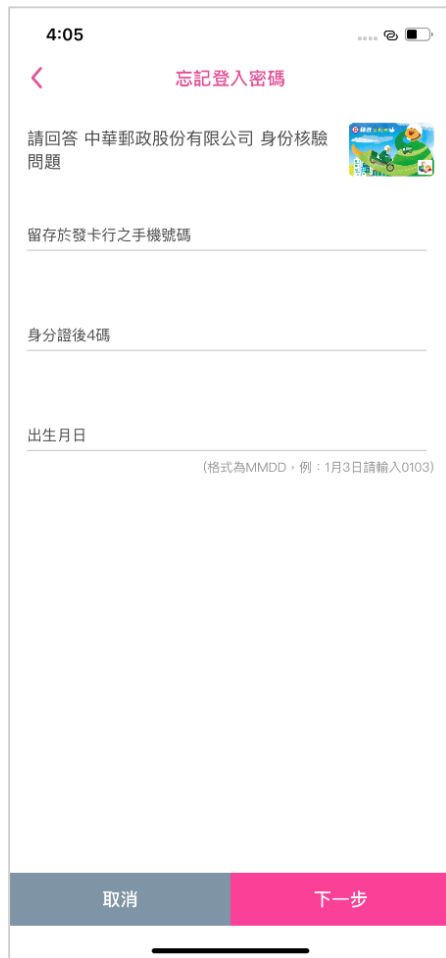 4:05
忘記登入密碼
請回答 中華郵政股份有限公司 身份核驗
問題
留存於發卡行之手機號碼
身分證後4碼
出生月日
(格式為MMDD，例：1月3日請輸入0103)
取消
下一步